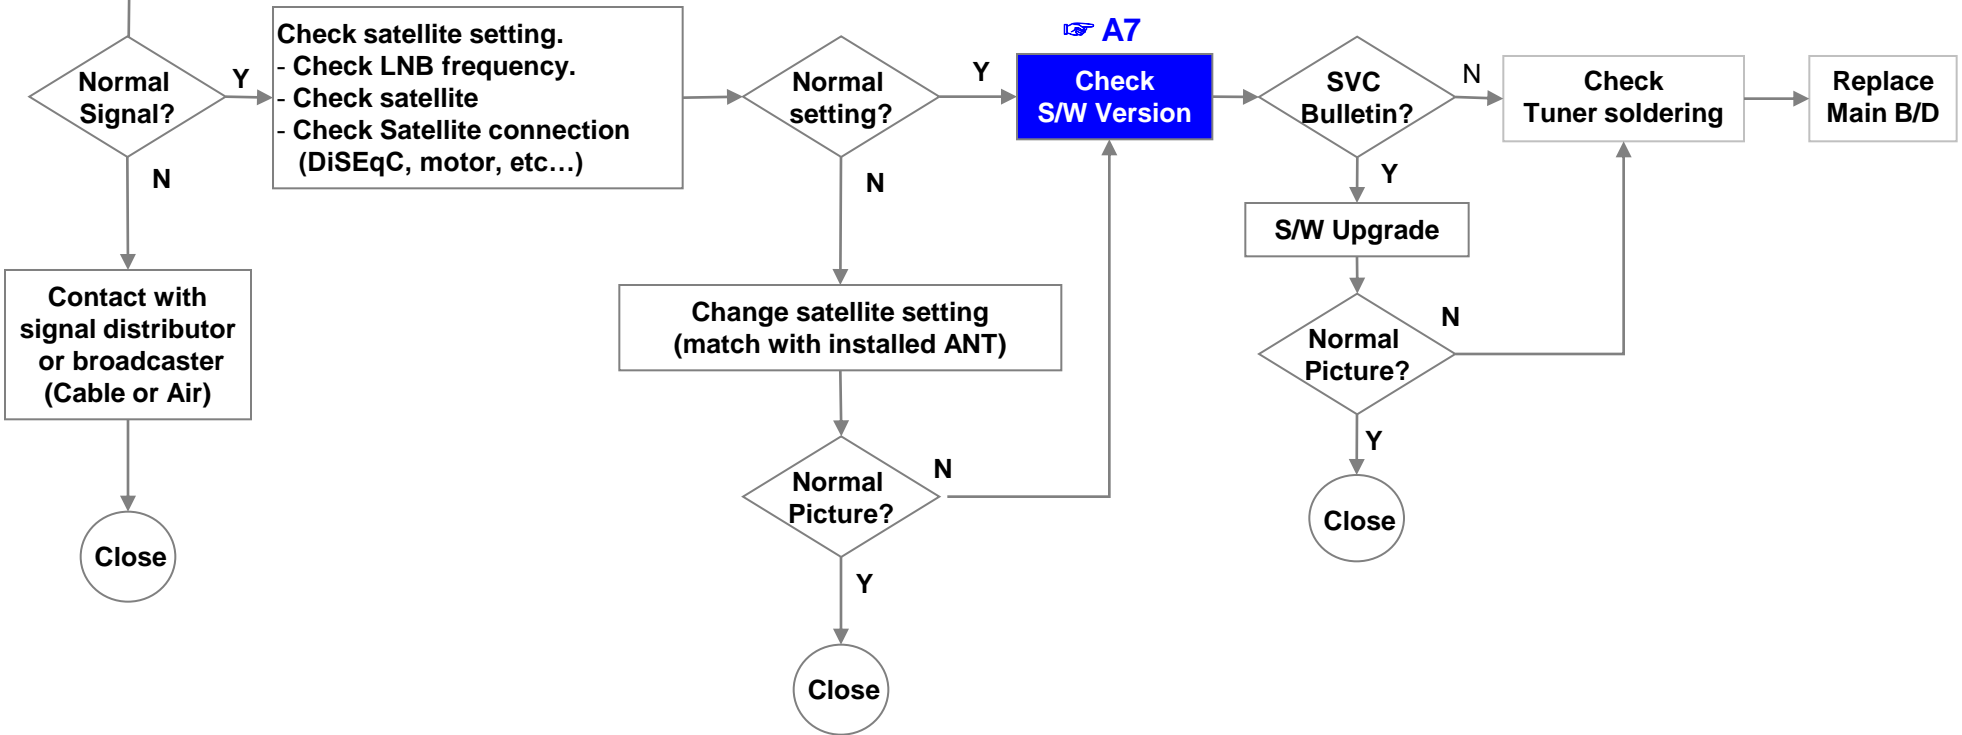 Normal
Signal?
Y
N
Contact with
signal distributor
or broadcaster
(Cable or Air)
Close
Check satellite setting.
- Check LNB frequency.
- Check satellite
- Check Satellite connection
(DiSEqC, motor, etc…)
Normal
setting?
Y
N
Change satellite setting
(match with installed ANT)
Normal
Picture?
N
Y
Close
☞ A7
Check
S/W Version
SVC
Bulletin?
N
Y
S/W Upgrade
Normal
Picture?
N
Y
Close
Check
Tuner soldering
Replace
Main B/D